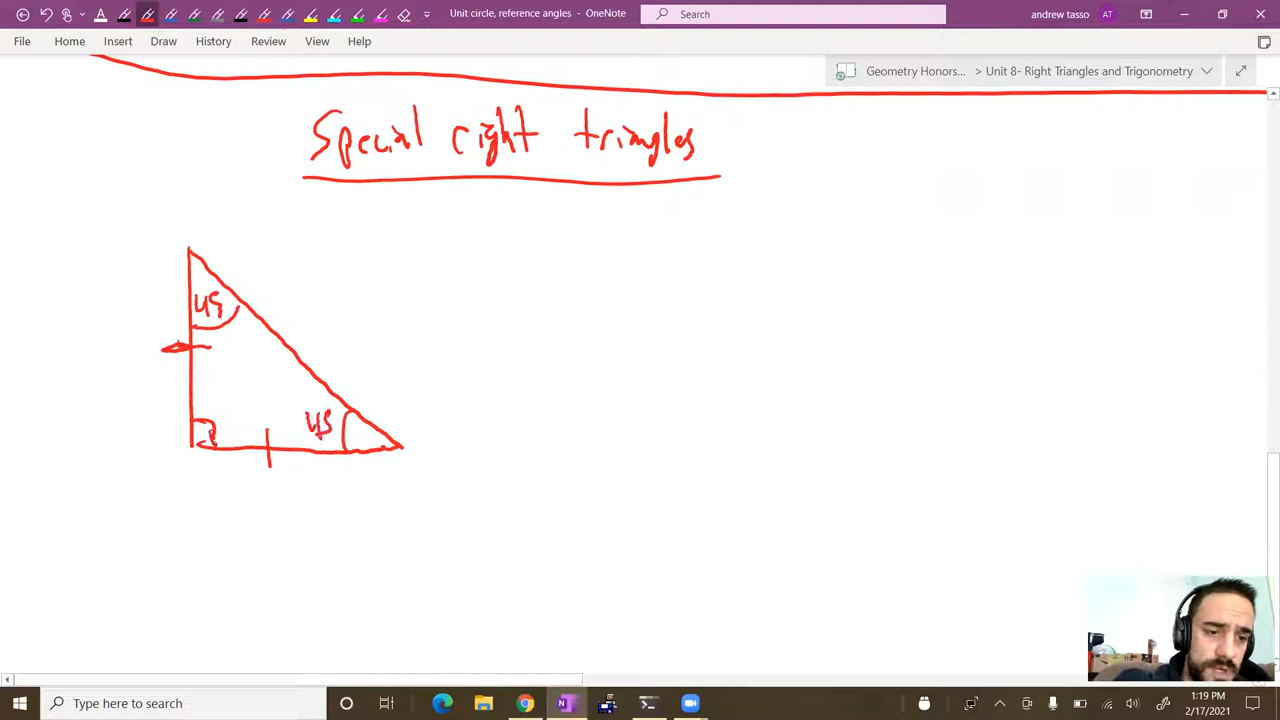 Unit circle, reference angles - OneNote
Search
andrew tasso
AT
File Home Insert Draw History Review View Help
Geometry Honors... > Unit 8- Right Triangles and Trigonometry
Special right triangles
45
45
Type here to search
1:19 PM
2/17/2021